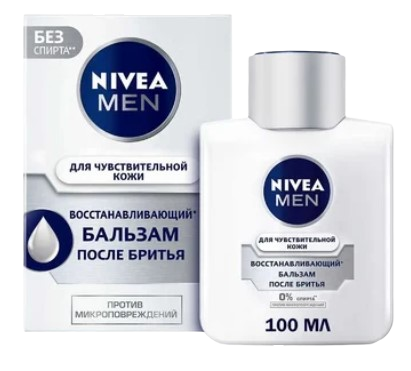 БЕЗ
СПИРТА**
NIVEA
MEN
ДЛЯ ЧУВСТВИТЕЛЬНОЙ
КОЖИ
ВОССТАНАВЛИВАЮЩИЙ*
БАЛЬЗАМ
ПОСЛЕ БРИТЬЯ
ПРОТИВ
МИКРОПОВРЕЖДЕНИЙ
NIVEA
MEN
ДЛЯ ЧУВСТВИТЕЛЬНОЙ
КОЖИ
ВОССТАНАВЛИВАЮЩИЙ*
БАЛЬЗАМ
ПОСЛЕ БРИТЬЯ
0% СПИРТА**
100 МЛ